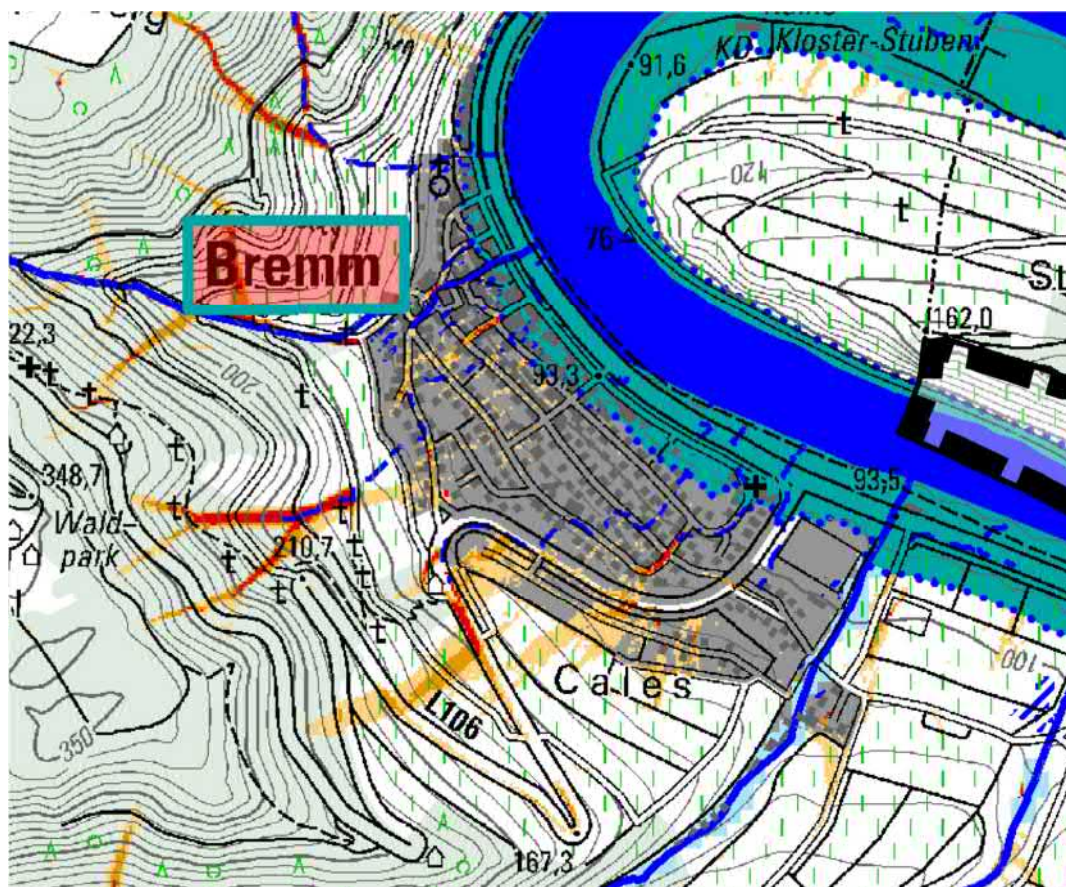 Kloster-Stuben
KD
91,6
120
76
Bremm
162,0
22,3
200
93,3
348,7
93,5
Wald-
park
210,7
100
Cales
L106
350
167,3